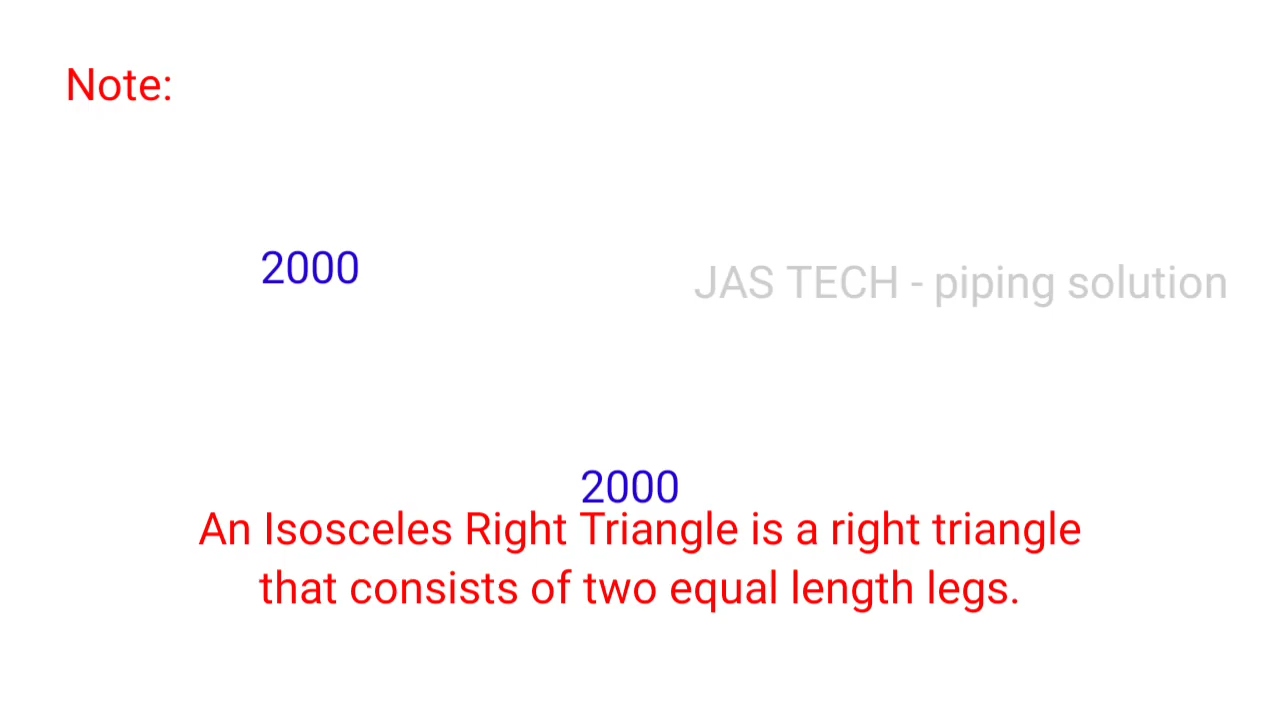 Note:
2000
JAS TECH - piping solution
2000
An Isosceles Right Triangle is a right triangle
that consists of two equal length legs.